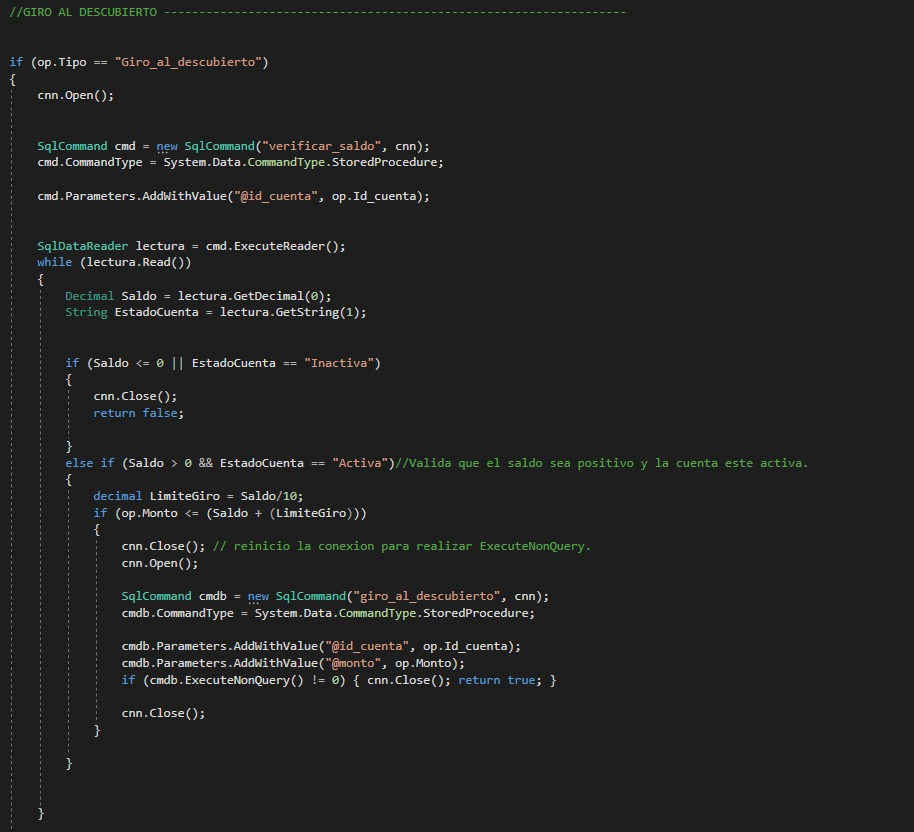 //GIRO AL DESCUBIERTO ------------------------------------------------------------------
if (op.Tipo == "Giro_al_descubierto")
{
cnn.Open();
SqlCommand cmd = new SqlCommand("verificar_saldo", cnn);
cmd.CommandType = System.Data.CommandType.StoredProcedure;
cmd.Parameters.AddWithValue("@id_cuenta", op.Id_cuenta);
SqlDataReader lectura = cmd.ExecuteReader();
while (lectura.Read())
{
Decimal Saldo = lectura.GetDecimal(0);
String EstadoCuenta = lectura.GetString(1);
if (Saldo <= 0 || EstadoCuenta == "Inactiva")
{
cnn.Close();
return false;
}
else if (Saldo > 0 && EstadoCuenta == "Activa")//Valida que el saldo sea positivo y la cuenta este activa.
{
decimal LimiteGiro = Saldo/10;
if (op.Monto <= (Saldo + (LimiteGiro)))
{
cnn.Close(); // reinicio la conexion para realizar ExecuteNonQuery.
cnn.Open();
SqlCommand cmdb = new SqlCommand("giro_al_descubierto", cnn);
cmdb.CommandType = System.Data.CommandType.StoredProcedure;
cmdb.Parameters.AddWithValue("@id_cuenta", op.Id_cuenta);
cmdb.Parameters.AddWithValue("@monto", op.Monto);
if (cmdb.ExecuteNonQuery() != 0) { cnn.Close(); return true; }
cnn.Close();
}
}
}